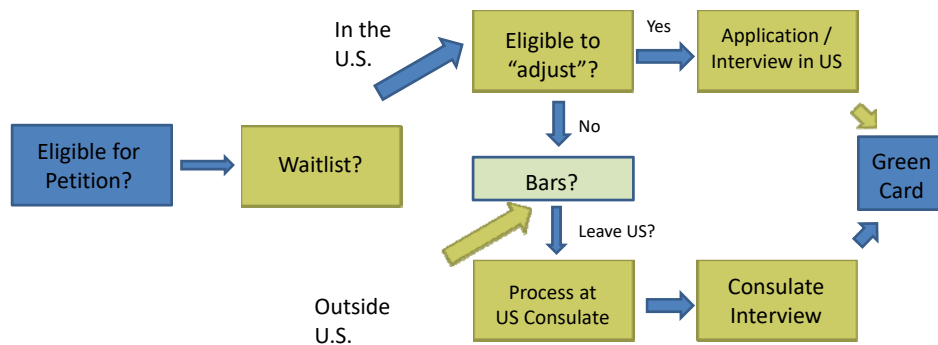 In the
U.S.
Eligible to
“adjust”?
Yes
Application /
Interview in US
No
Eligible for
Petition?
Waitlist?
Bars?
Green
Card
Leave US?
Outside
U.S.
Process at
US Consulate
Consulate
Interview